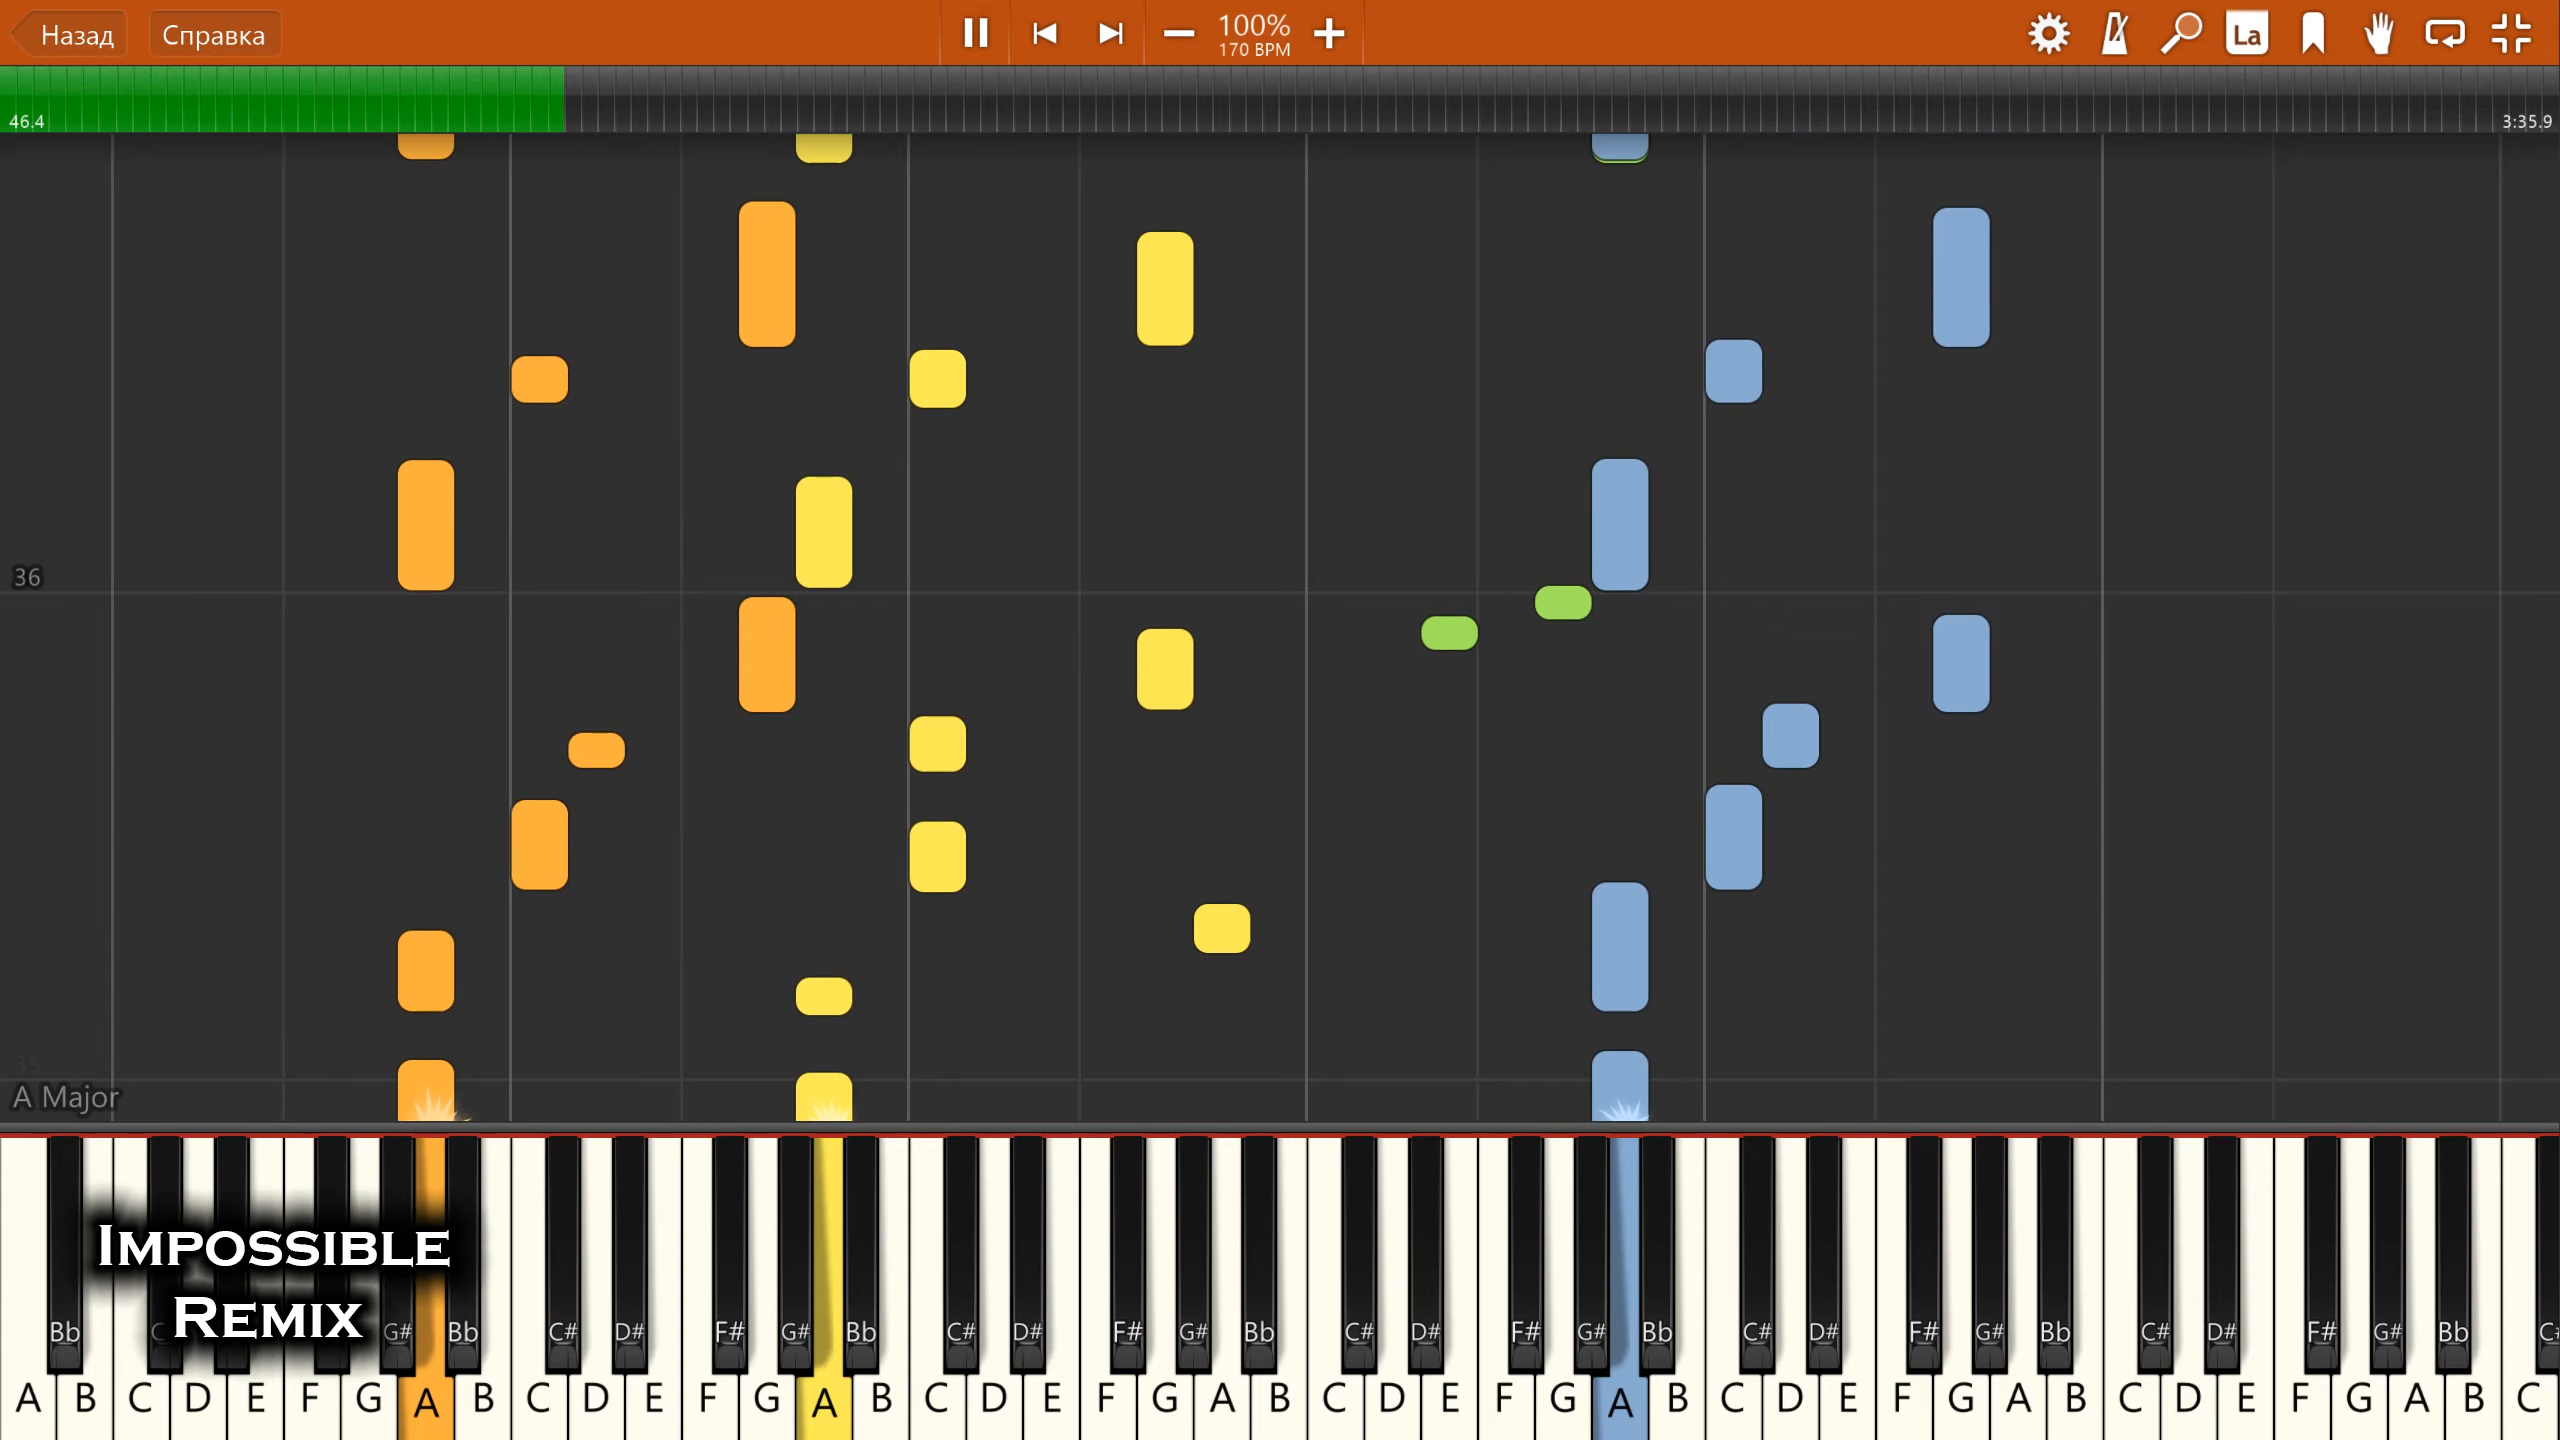 Назад Справка 100% La
170 BPM
46.4 3:35.9
36
35
A Major
Impossible
Remix
Bb C G# Bb C# D# F# G# Bb C# D# F# G# Bb C# D# F# G# Bb C# D# F# G# Bb C# D# F# G# Bb C#
A B C D E F G A B C D E F G A B C D E F G A B C D E F G A B C D E F G A B C D E F G A B C